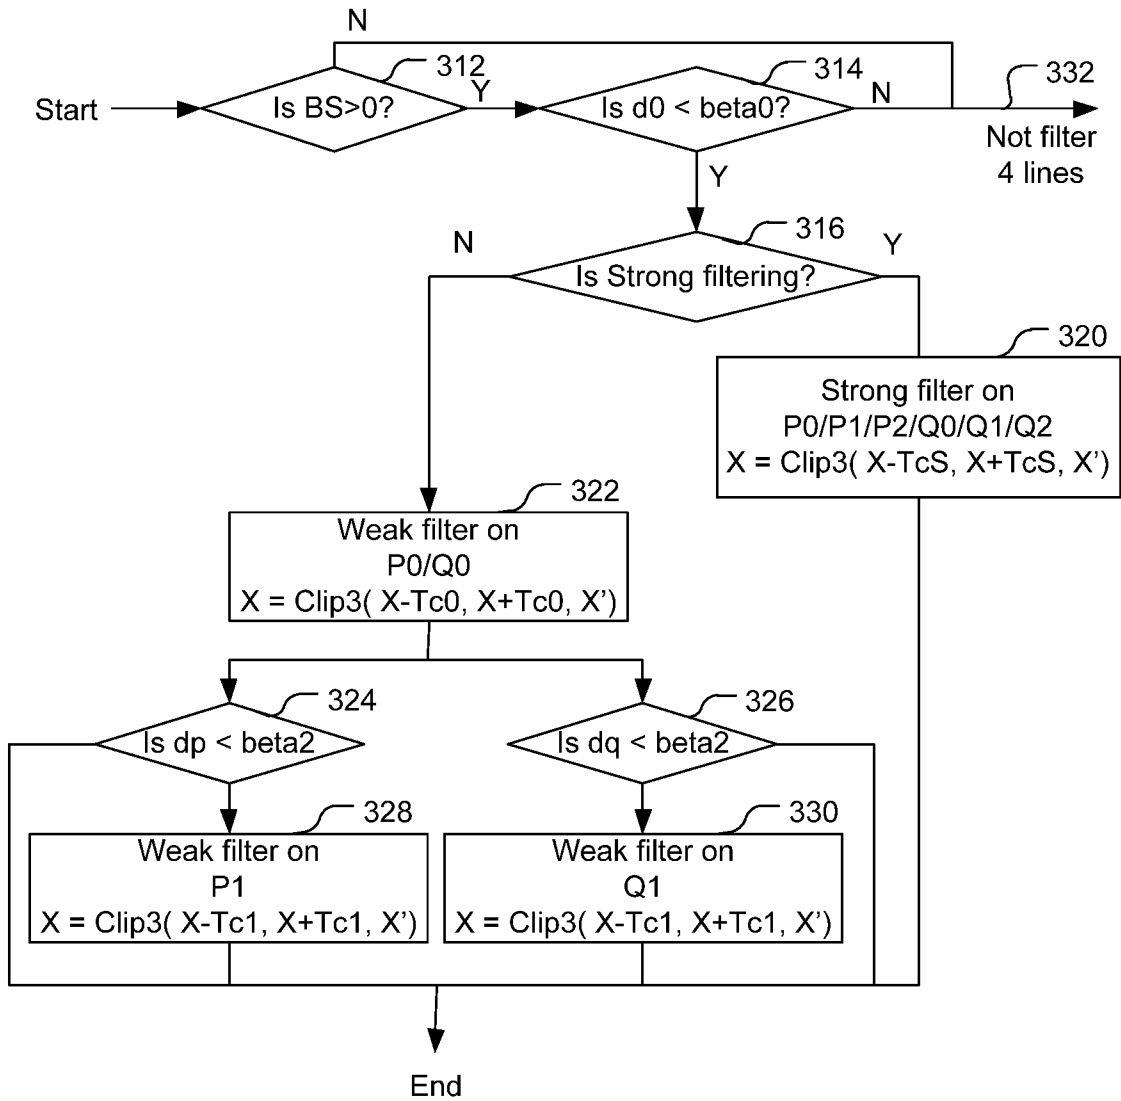 N
312
314
332
Start
Is BS>0?
Y
Is d0 < beta0?
N
Not filter
4 lines
Y
316
N
Y
Is Strong filtering?
320
Strong filter on
P0/P1/P2/Q0/Q1/Q2
X = Clip3( X-TcS, X+TcS, X’)
322
Weak filter on
P0/Q0
X = Clip3( X-Tc0, X+Tc0, X’)
324
326
Is dp < beta2
Is dq < beta2
328
330
Weak filter on
P1
X = Clip3( X-Tc1, X+Tc1, X’)
Weak filter on
Q1
X = Clip3( X-Tc1, X+Tc1, X’)
End